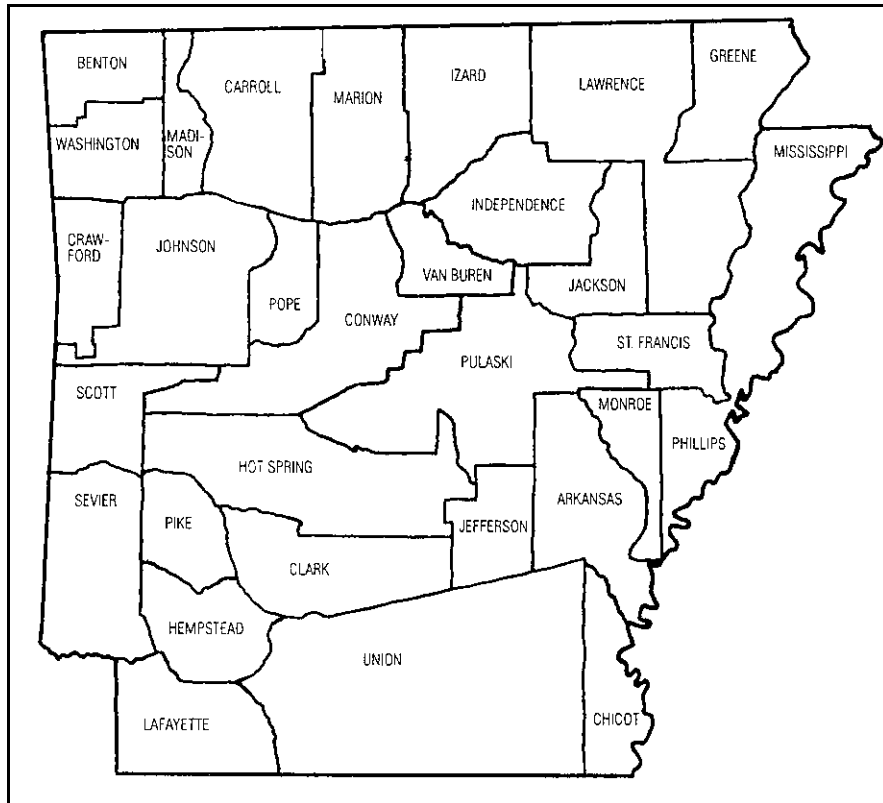 BENTON
CARROLL
MARION
IZARD
LAWRENCE
GREENE
WASHINGTON
MADI-
SON
MISSISSIPPI
INDEPENDENCE
CRAW-
FORD
JOHNSON
VAN BUREN
JACKSON
POPE
CONWAY
ST. FRANCIS
PULASKI
SCOTT
MONROE
PHILLIPS
HOT SPRING
SEVIER
ARKANSAS
PIKE
JEFFERSON
CLARK
HEMPSTEAD
UNION
LAFAYETTE
CHICOT